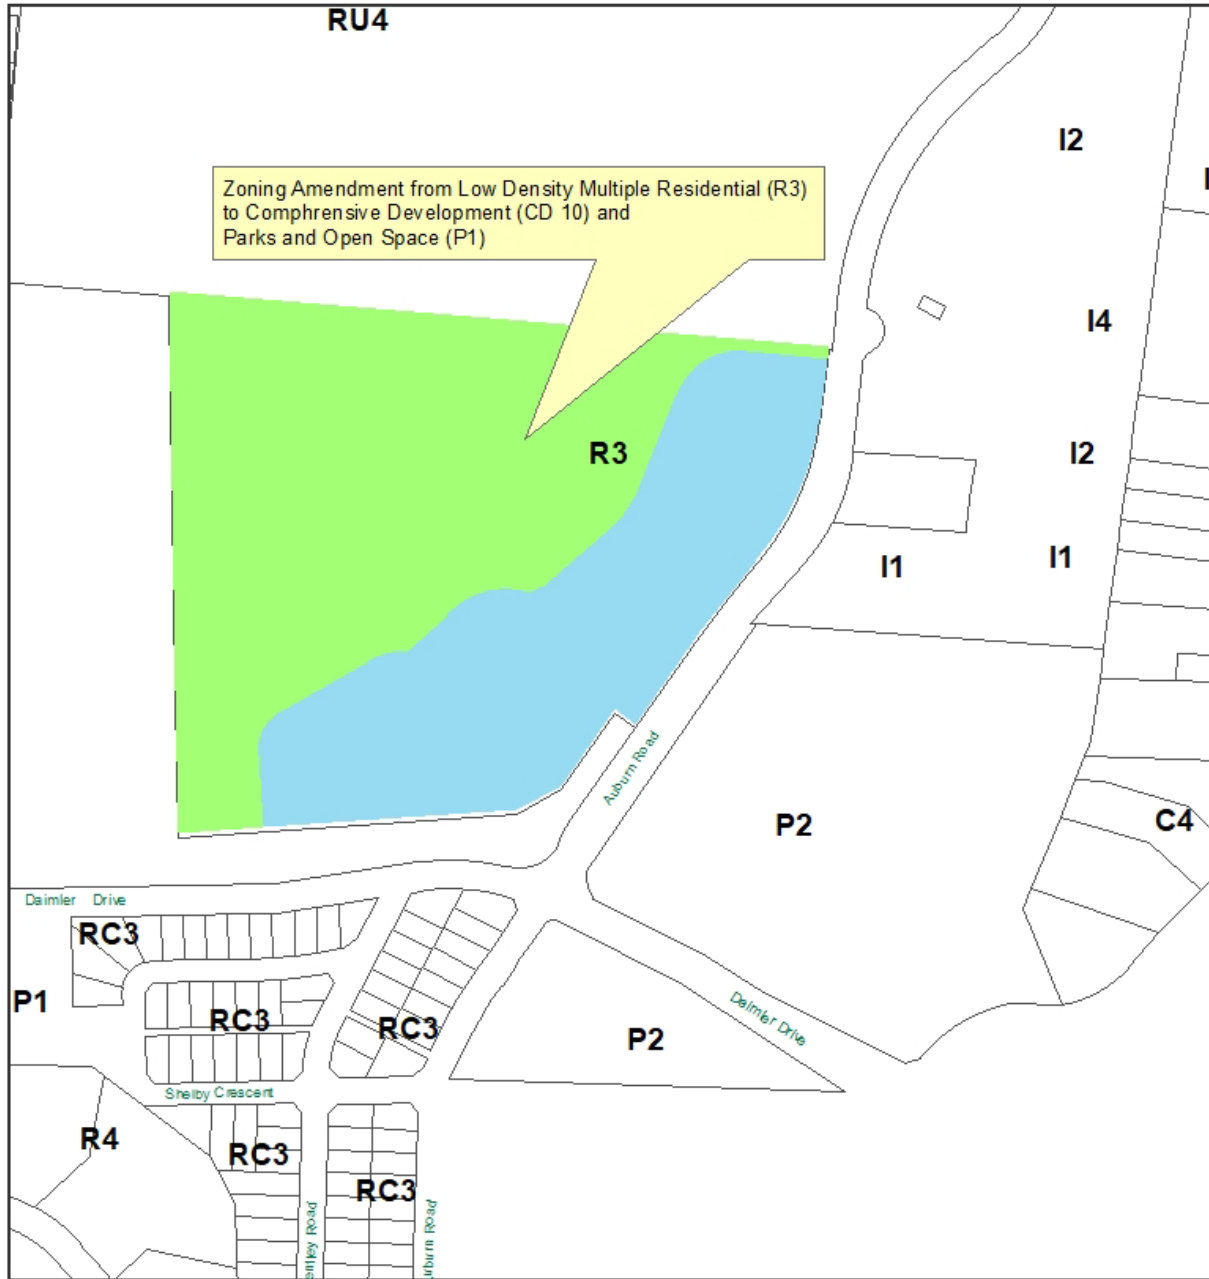 RU4
I2
Zoning Amendment from Low Density Multiple Residential (R3)
to Comphrensive Development (CD 10) and
Parks and Open Space (P1)
I4
R3
I2
I1
I1
Auburn Road
P2
C4
Daimler Drive
RC3
P1
RC3
RC3
P2
Daimler Drive
Shelby Crescent
R4
RC3
RC3
Road
Road